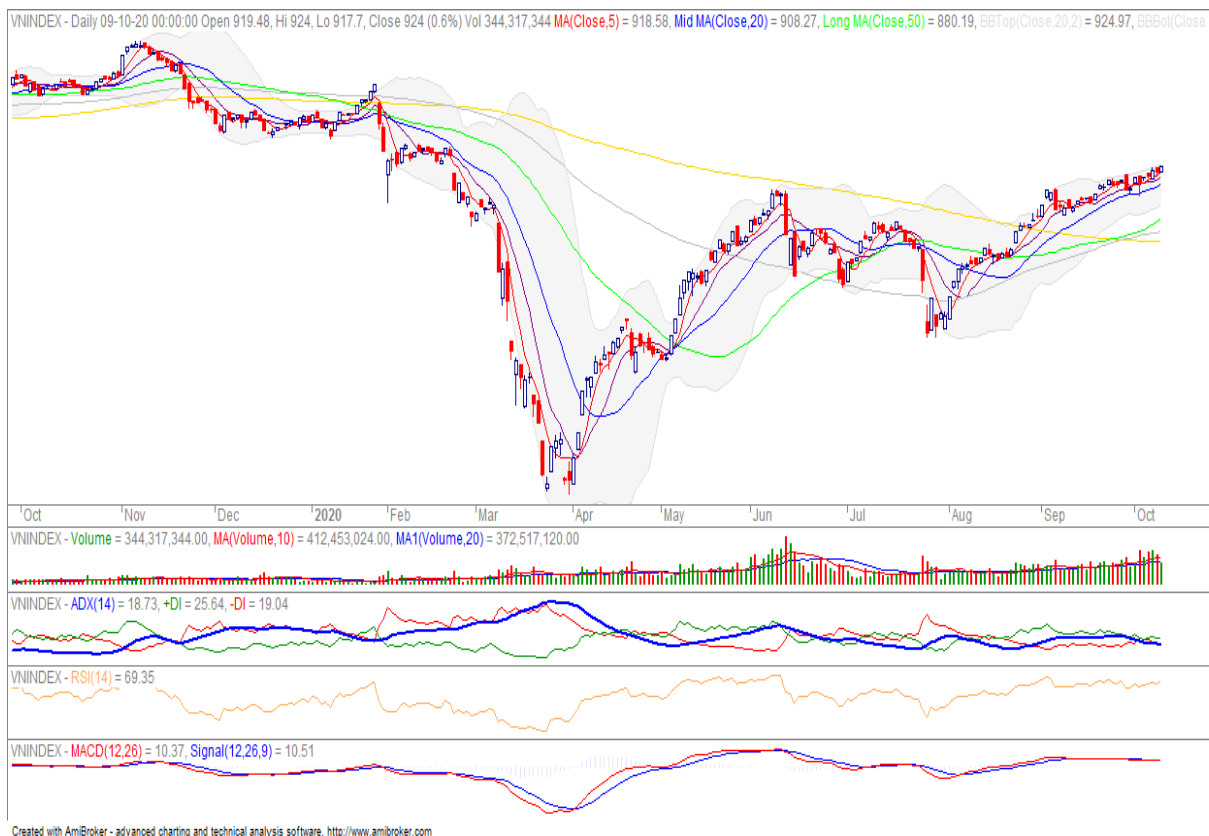 VNINDEX - Daily 09-10-20 00:00:00 Open 919.48, Hi 924, Lo 917.7, Close 924 (0.6%) Vol 344,317,344 MA(Close,5) = 918.58, Mid MA(Close,20) = 908.27, Long MA(Close,50) = 880.19, BBTop(Close,20,2) = 924.97, BBBot(Close
Oct Nov Dec 2020 Feb Mar Apr May Jun Jul Aug Sep Oct
VNINDEX - Volume = 344,317,344.00, MA(Volume,10) = 412,453,024.00, MA1(Volume,20) = 372,517,120.00
VNINDEX - ADX(14) = 18.73, +DI = 25.64, -DI = 19.04
VNINDEX - RSI(14) = 69.35
VNINDEX - MACD(12,26) = 10.37, Signal(12,26,9) = 10.51
Created with AmiBroker - advanced charting and technical analysis software. http://www.amibroker.com